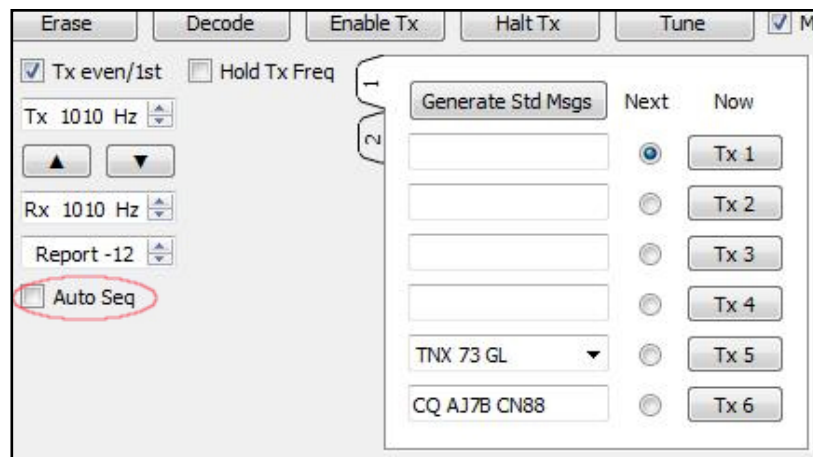 Erase Decode Enable Tx Halt Tx Tune M
Tx even/1st Hold Tx Freq
Tx 1010 Hz
Rx 1010 Hz
Report -12
Auto Seq
1
2
Generate Std Msgs Next Now
Tx 1
Tx 2
Tx 3
Tx 4
TNX 73 GL Tx 5
CQ AJ7B CN88 Tx 6